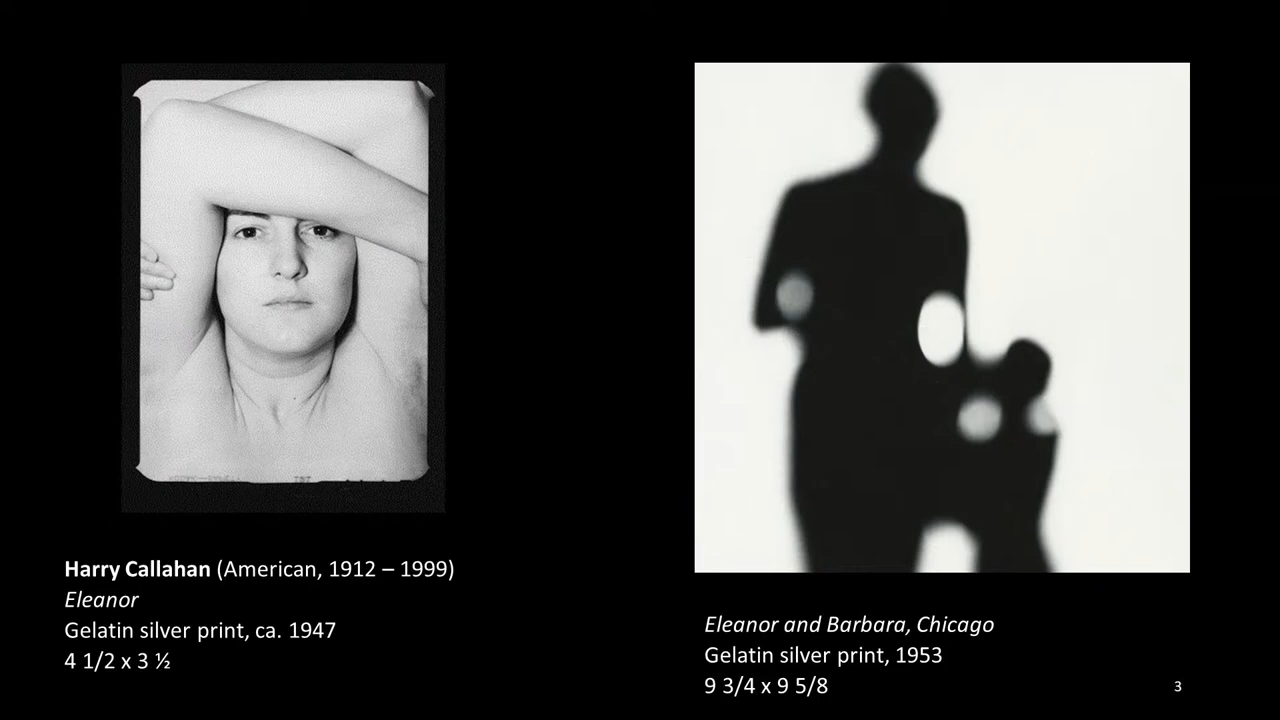 Harry Callahan (American, 1912 – 1999)
Eleanor
Gelatin silver print, ca. 1947
4 1/2 x 3 ½
Eleanor and Barbara, Chicago
Gelatin silver print, 1953
9 3/4 x 9 5/8
3